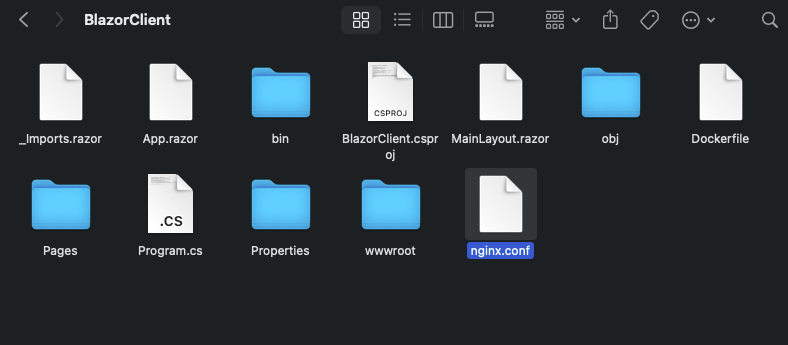 BlazorClient
CSPROJ
_Imports.razor
App.razor
bin
BlazorClient.cspr
oj
MainLayout.razor
obj
Dockerfile
.CS
Pages
Program.cs
Properties
wwwroot
nginx.conf